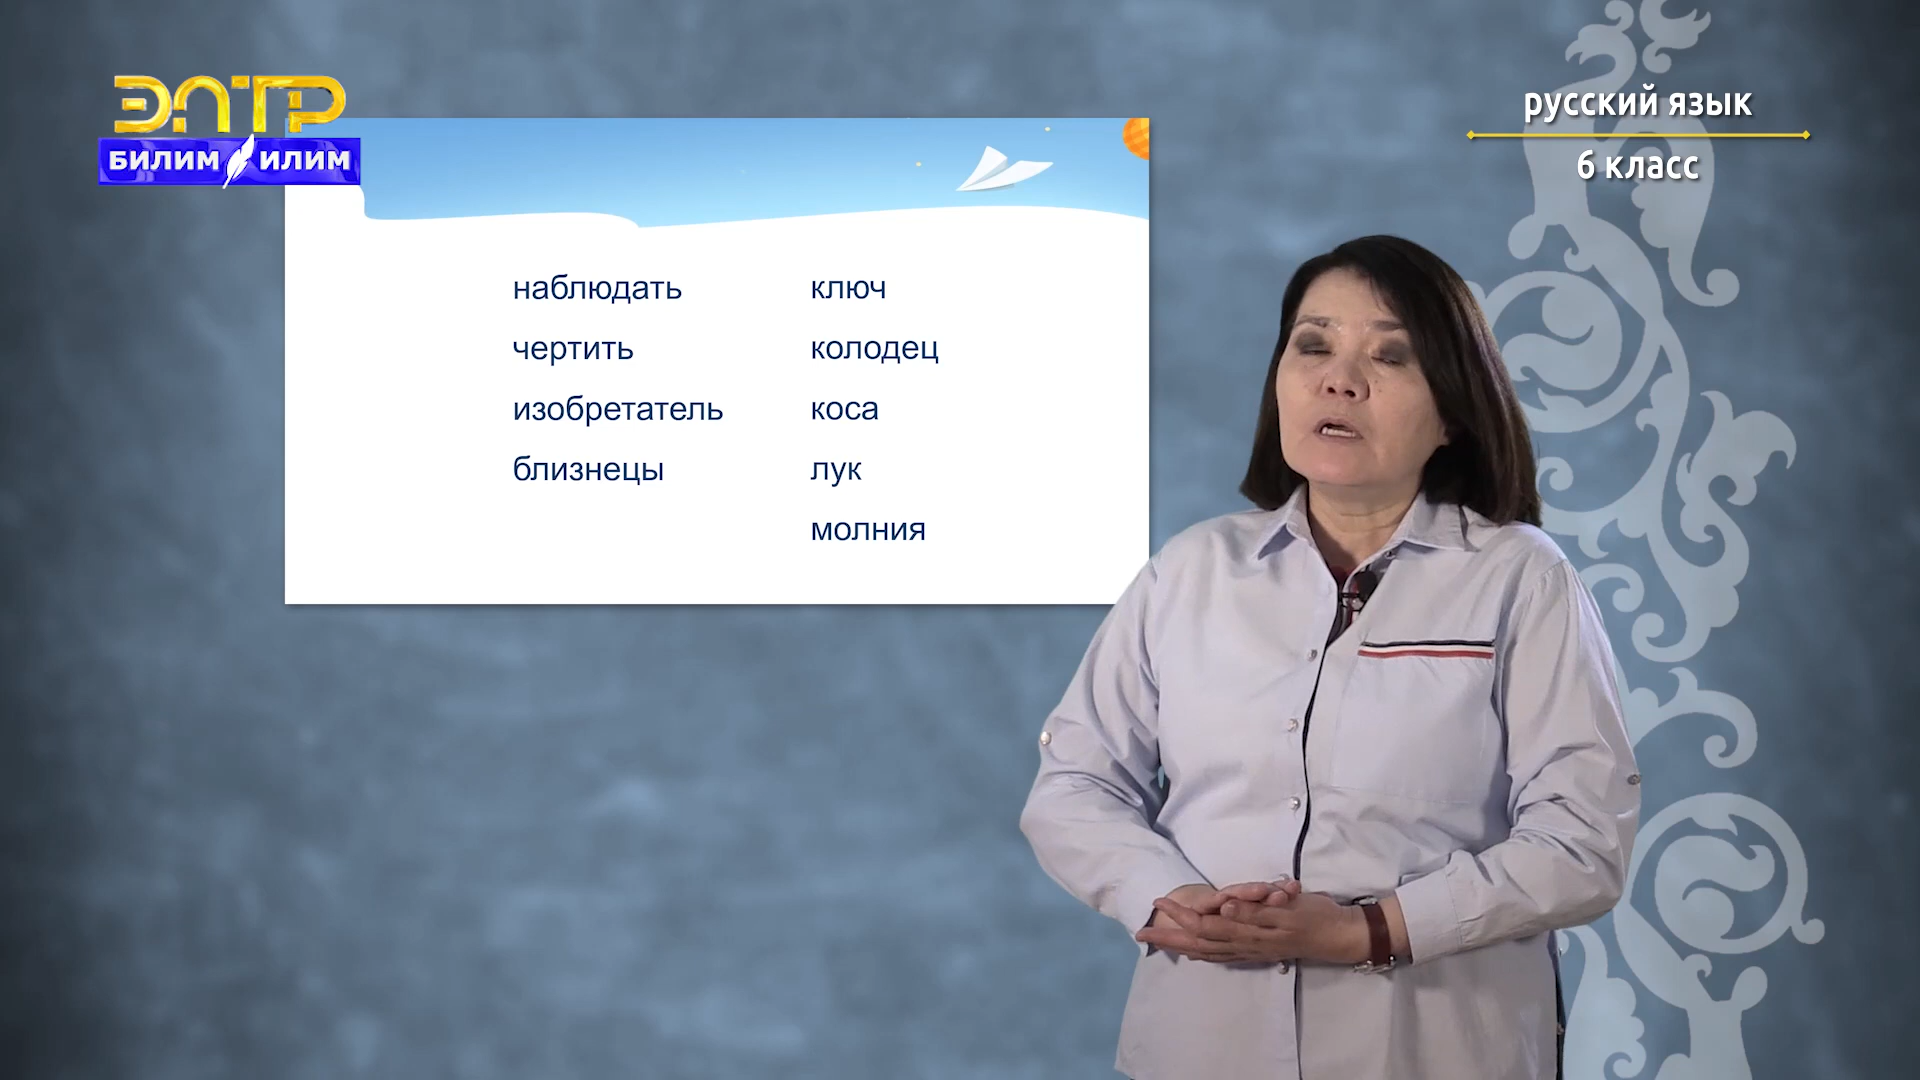 ЭЛТР
БИЛИМ ИЛИМ
русский язык
6 класс
наблюдать
чертить
изобретатель
близнецы
ключ
колодец
коса
лук
молния